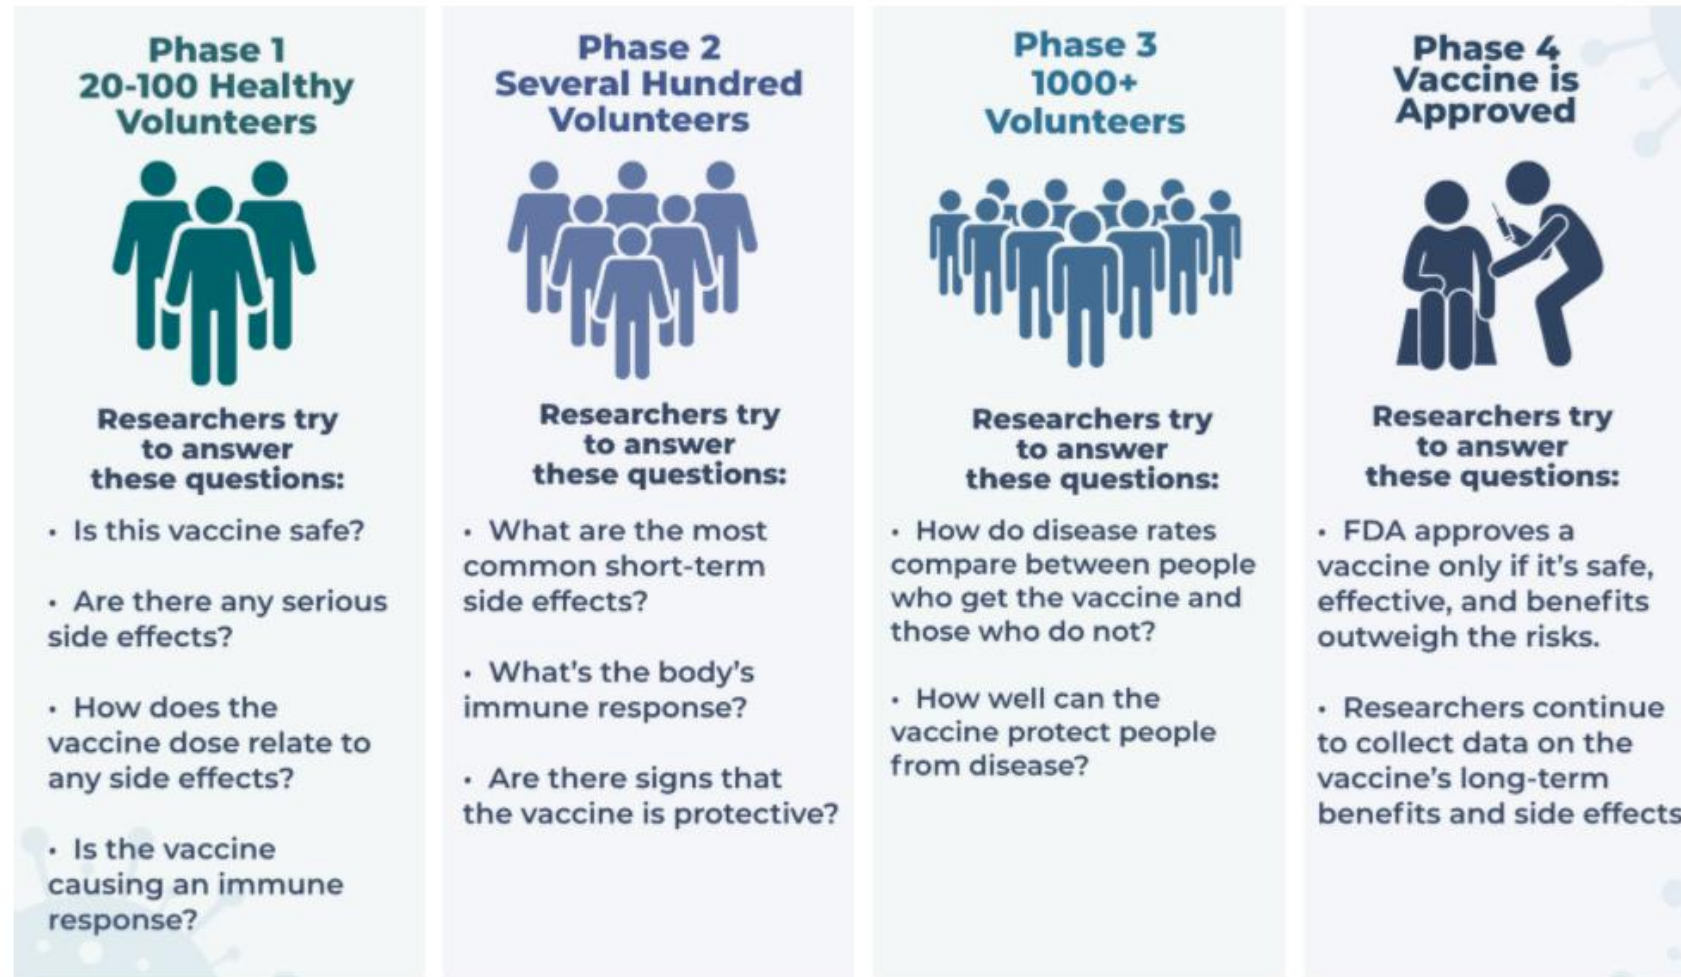 Phase 1
20-100 Healthy
Volunteers
Researchers try
to answer
these questions:
• Is this vaccine safe?
• Are there any serious
side effects?
• How does the
vaccine dose relate to
any side effects?
• Is the vaccine
causing an immune
response?
Phase 2
Several Hundred
Volunteers
Researchers try
to answer
these questions:
• What are the most
common short-term
side effects?
• What's the body's
immune response?
• Are there signs that
the vaccine is protective?
Phase 3
1000+
Volunteers
Researchers try
to answer
these questions:
• How do disease rates
compare between people
who get the vaccine and
those who do not?
• How well can the
vaccine protect people
from disease?
Phase 4
Vaccine is
Approved
Researchers try
to answer
these questions:
• FDA approves a
vaccine only if it's safe,
effective, and benefits
outweigh the risks.
• Researchers continue
to collect data on the
vaccine's long-term
benefits and side effects